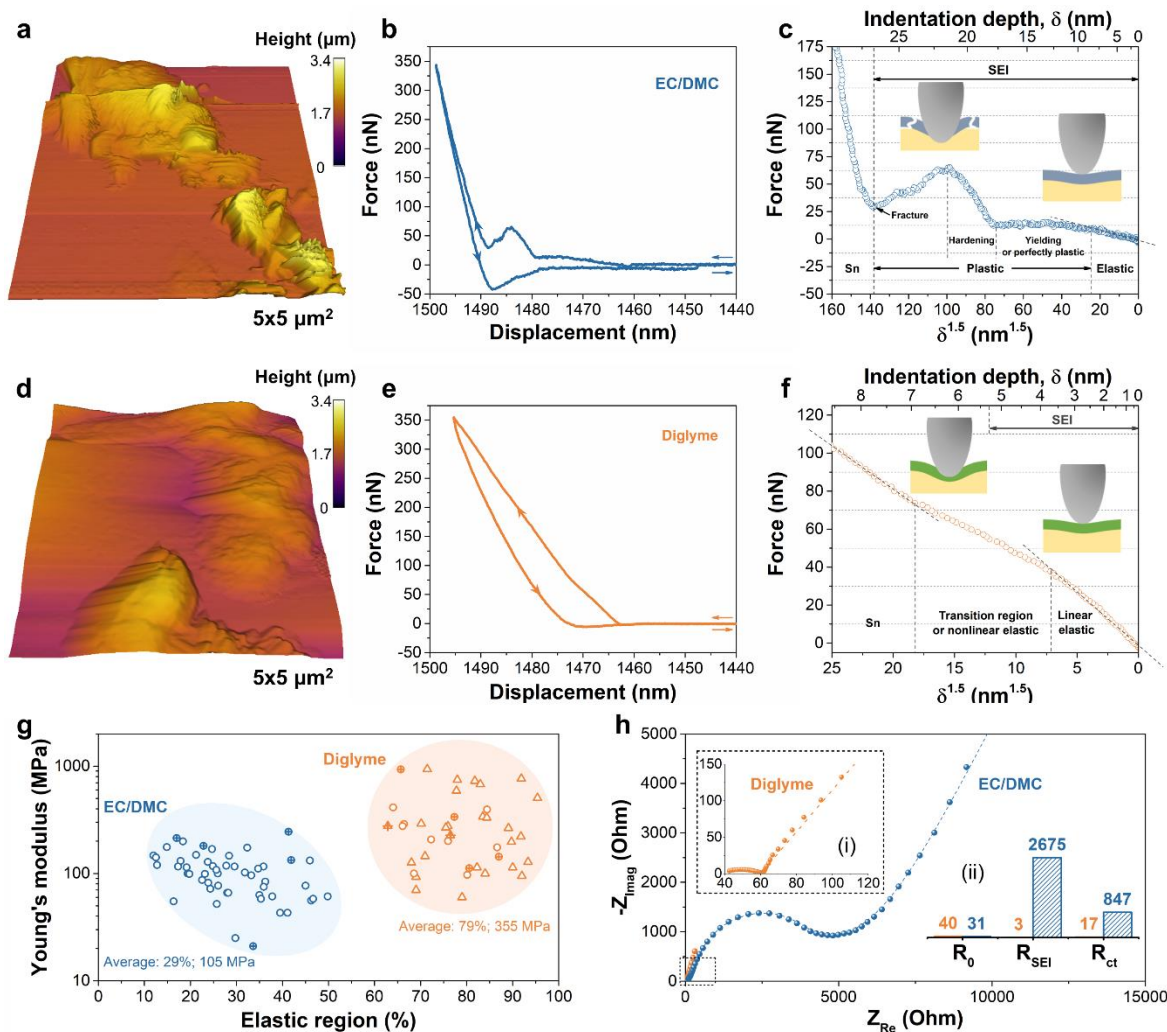 a
Height (μm)
3.4
1.7
0
5x5 μm²
b
EC/DMC
Force (nN)
350
300
250
200
150
100
50
0
-50
1500 1490 1480 1470 1460 1450 1440
Displacement (nm)
c
Indentation depth, δ (nm)
25 20 15 10 5 0
SEI
Force (nN)
175
150
125
100
75
50
25
0
-25
-50
Fracture
Hardening
Yielding
or perfectly plastic
Sn
Plastic
Elastic
160 140 120 100 80 60 40 20 0
δ^1.5 (nm^1.5)
d
Height (μm)
3.4
1.7
0
5x5 μm²
e
Diglyme
Force (nN)
350
300
250
200
150
100
50
0
-50
1500 1490 1480 1470 1460 1450 1440
Displacement (nm)
f
Indentation depth, δ (nm)
8 7 6 5 4 3 2 1 0
SEI
Force (nN)
120
100
80
60
40
20
0
Sn
Transition region
or nonlinear elastic
Linear
elastic
25 20 15 10 5 0
δ^1.5 (nm^1.5)
g
Young's modulus (MPa)
1000
100
10
Diglyme
EC/DMC
Average: 79%; 355 MPa
Average: 29%; 105 MPa
0 10 20 30 40 50 60 70 80 90 100
Elastic region (%)
h
-Z_Imag (Ohm)
5000
4000
3000
2000
1000
0
150
100
50
0
Diglyme
(i)
40 60 80 100 120
EC/DMC
(ii)
2675
847
40 31 3 17
R_0 R_SEI R_ct
0 5000 10000 15000
Z_Re (Ohm)